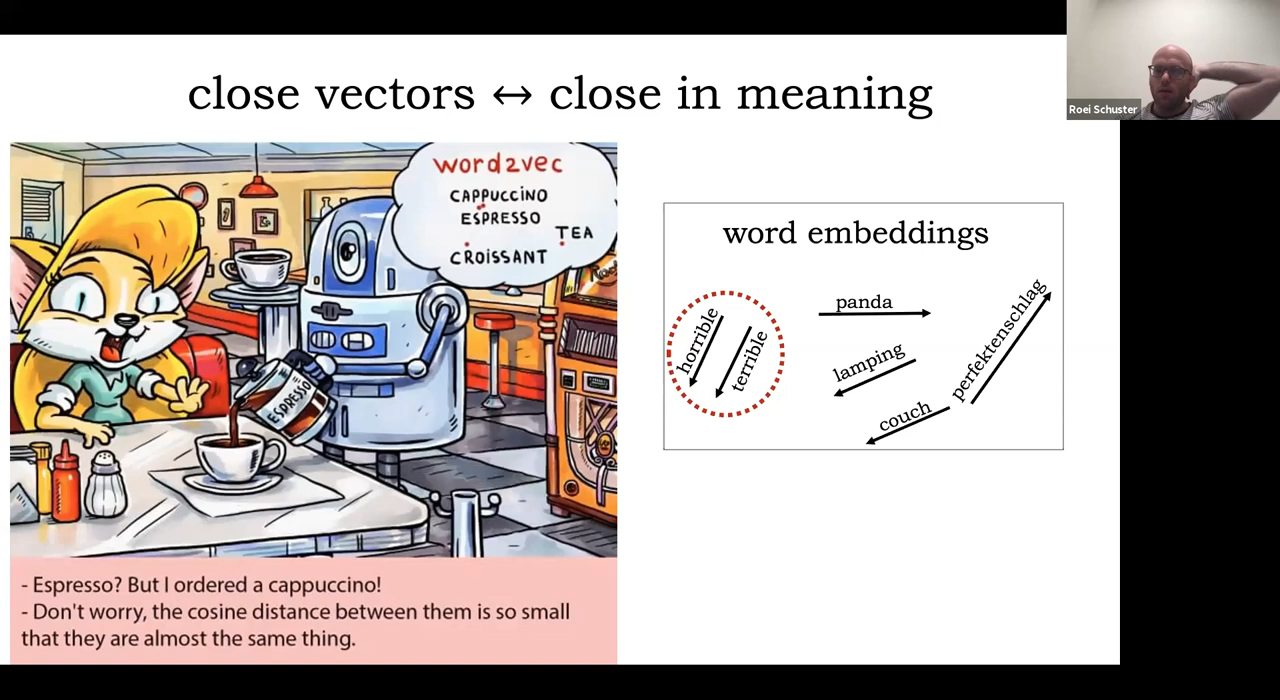 Roei Schuster
close vectors ↔ close in meaning
word2vec
CAPPUCCINO
ESPRESSO
TEA
CROISSANT
ESPRESSO
- Espresso? But I ordered a cappuccino!
- Don't worry, the cosine distance between them is so small
that they are almost the same thing.
word embeddings
horrible
terrible
panda
lamping
couch
perfektenschlag